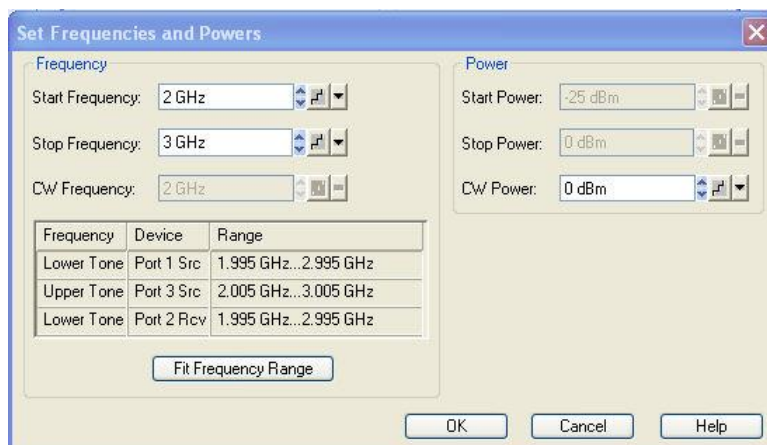 Set Frequencies and Powers
Frequency
Start Frequency: 2 GHz
Stop Frequency: 3 GHz
CW Frequency: 2 GHz
Frequency Device Range
Lower Tone Port 1 Src 1.995 GHz...2.995 GHz
Upper Tone Port 3 Src 2.005 GHz...3.005 GHz
Lower Tone Port 2 Rcv 1.995 GHz...2.995 GHz
Fit Frequency Range
Power
Start Power: -25 dBm
Stop Power: 0 dBm
CW Power: 0 dBm
OK Cancel Help